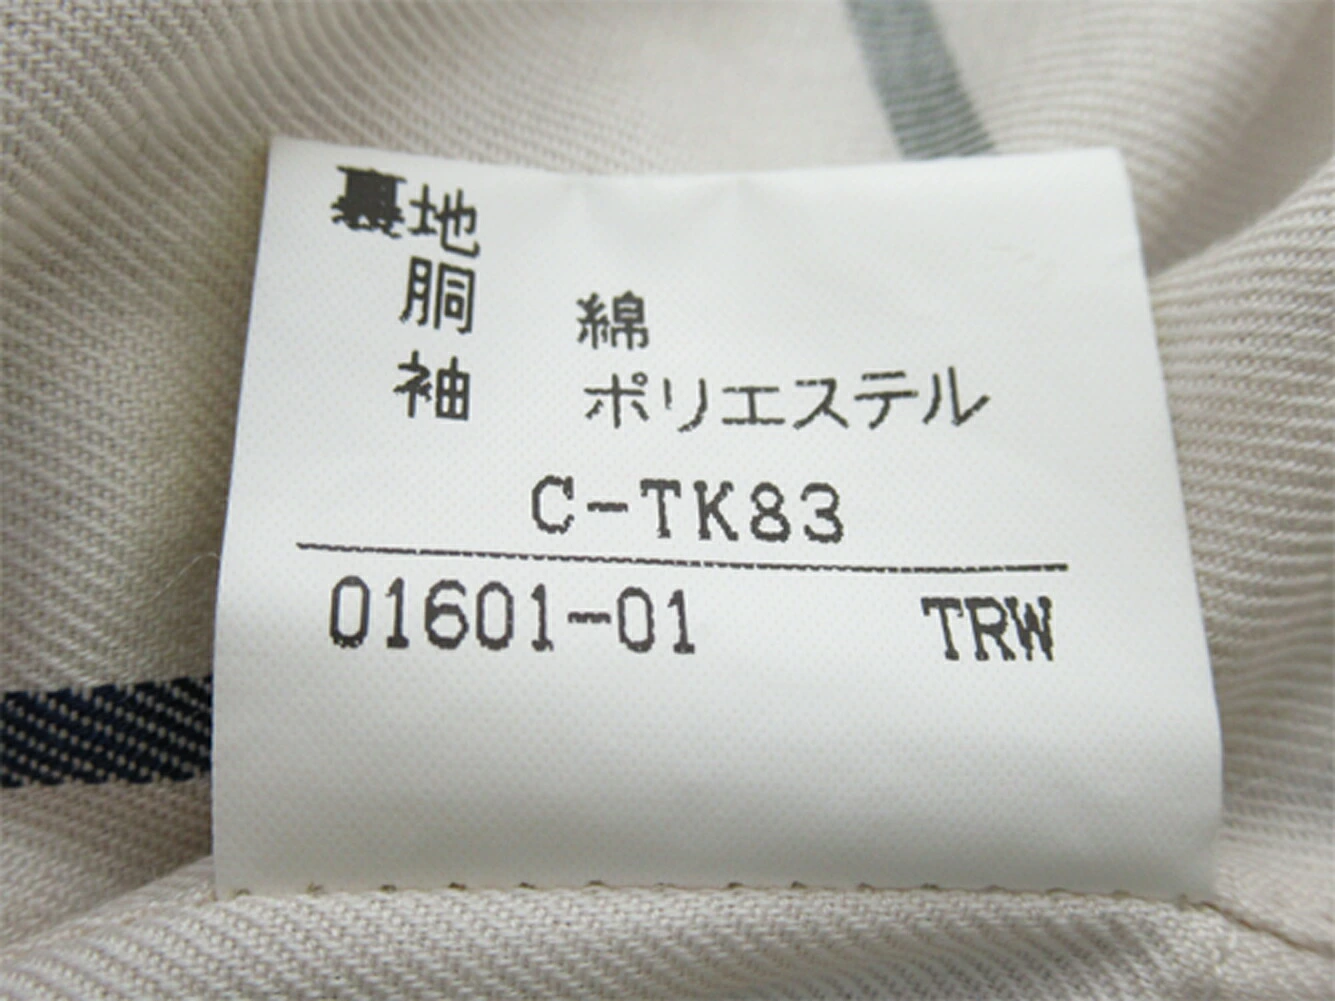 裏地
胴 綿
袖 ポリエステル
C-TK83
01601-01 TRW